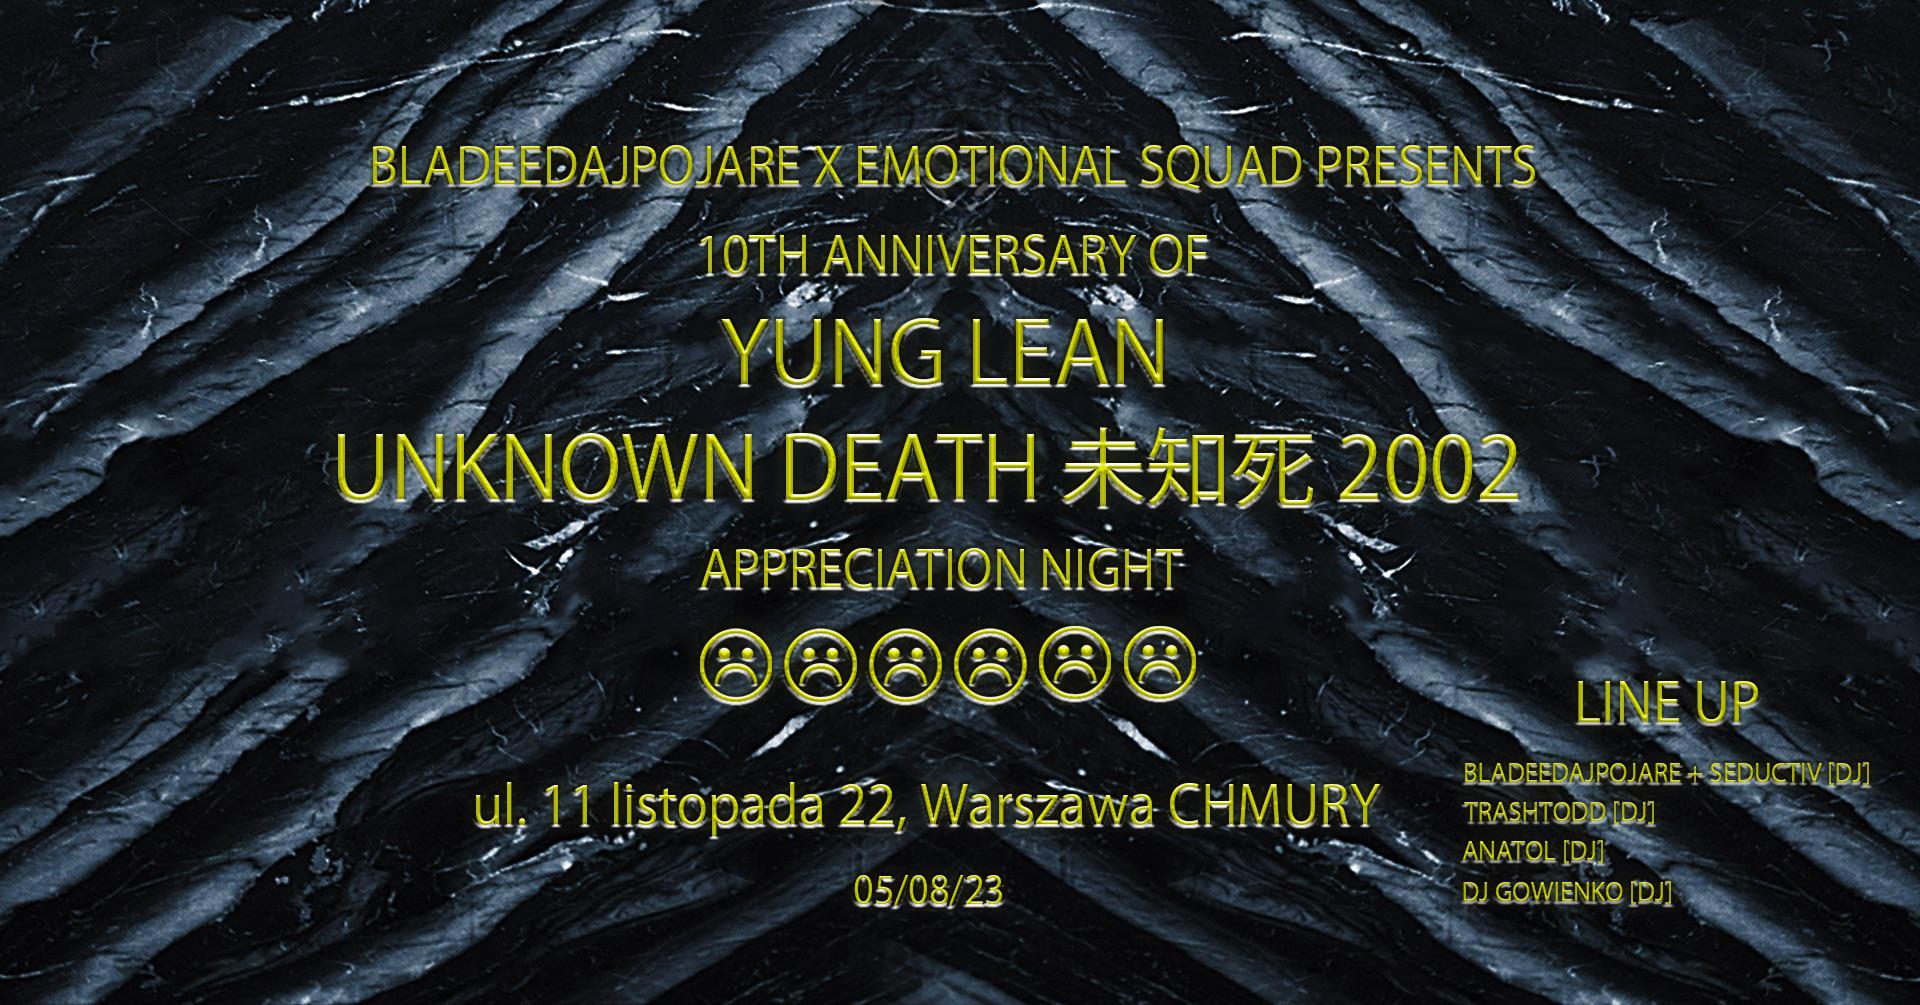 BLADEEDAJPOJARE X EMOTIONAL SQUAD PRESENTS
10TH ANNIVERSARY OF
YUNG LEAN
UNKNOWN DEATH 未知死 2002
APPRECIATION NIGHT
☹☹☹☹☹☹
ul. 11 listopada 22, Warszawa CHMURY
05/08/23
LINE UP
BLADEEDAJPOJARE + SEDUCTIV [DJ]
TRASHTODD [DJ]
ANATOL [DJ]
DJ GOWIENKO [DJ]